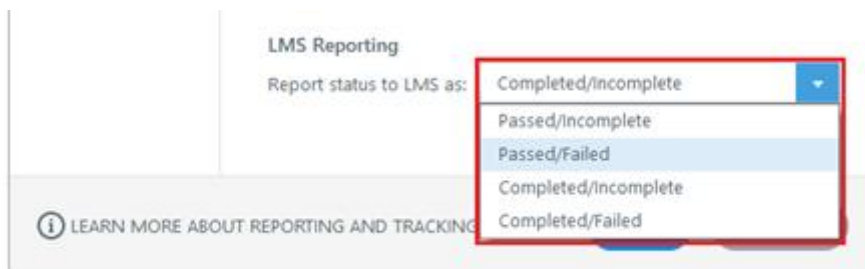 LMS Reporting
Report status to LMS as: Completed/Incomplete
Passed/Incomplete
Passed/Failed
Completed/Incomplete
Completed/Failed
LEARN MORE ABOUT REPORTING AND TRACKING